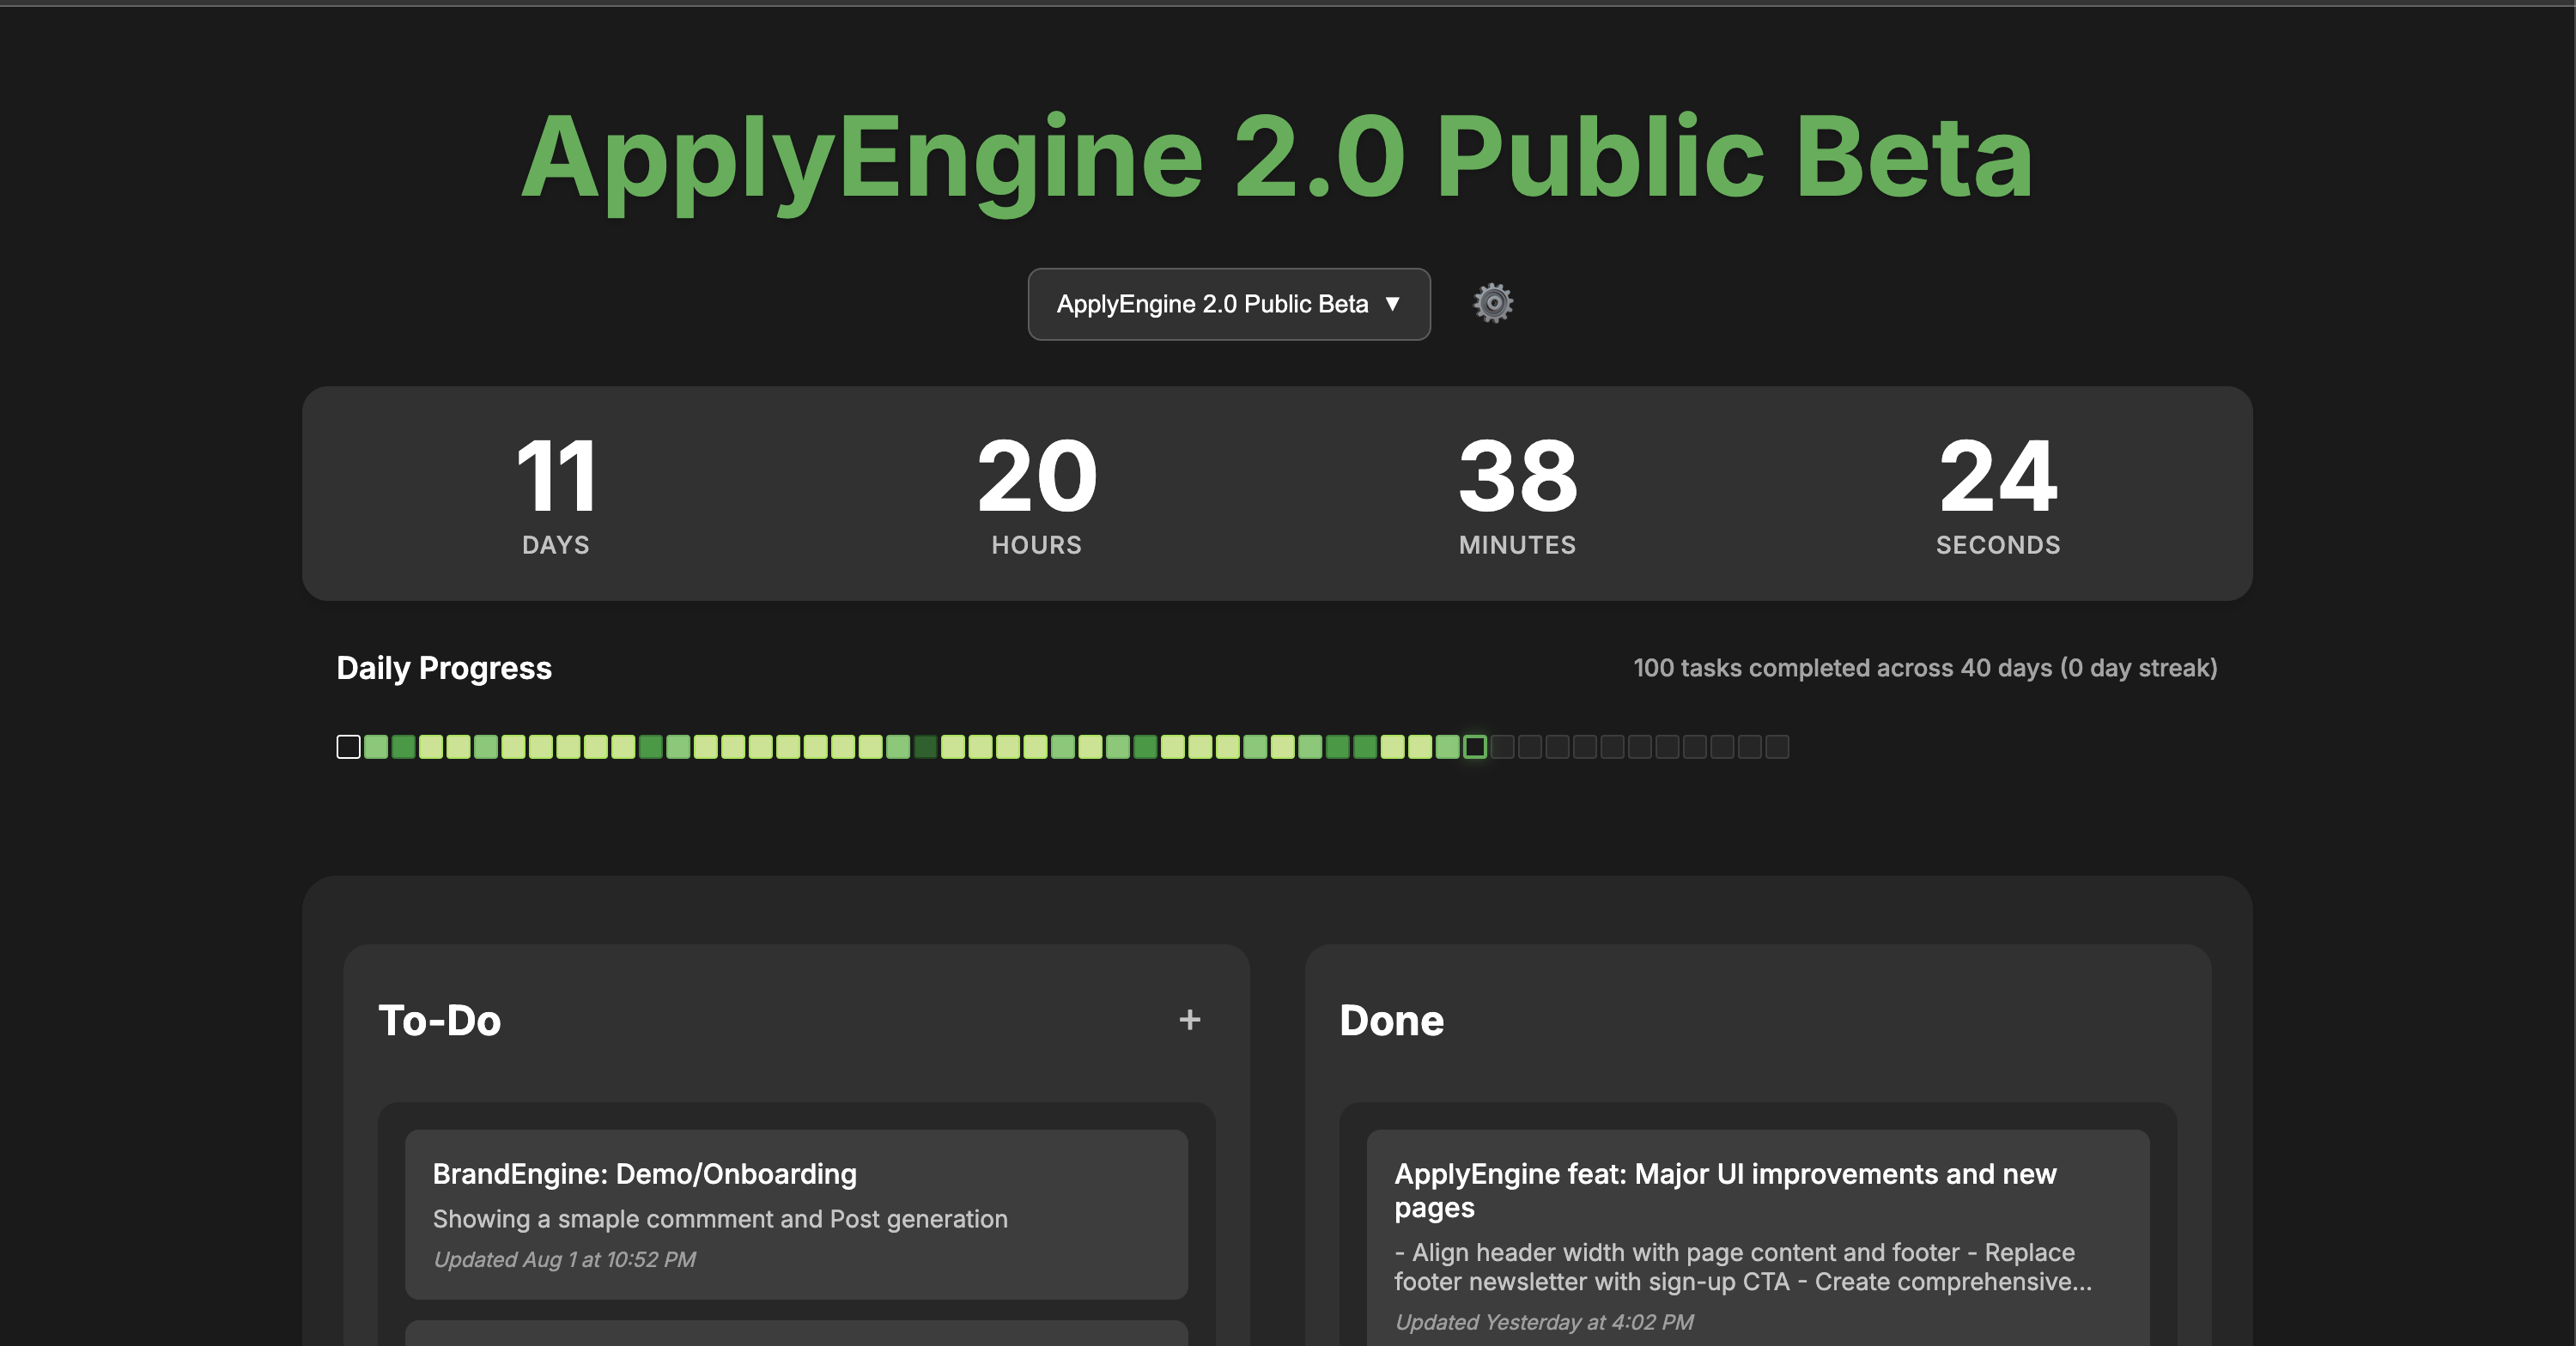 ApplyEngine 2.0 Public Beta
ApplyEngine 2.0 Public Beta ▼
11
DAYS
20
HOURS
38
MINUTES
24
SECONDS
Daily Progress
100 tasks completed across 40 days (0 day streak)
To-Do
+
BrandEngine: Demo/Onboarding
Showing a smaple commment and Post generation
Updated Aug 1 at 10:52 PM
Done
ApplyEngine feat: Major UI improvements and new
pages
- Align header width with page content and footer - Replace
footer newsletter with sign-up CTA - Create comprehensive...
Updated Yesterday at 4:02 PM